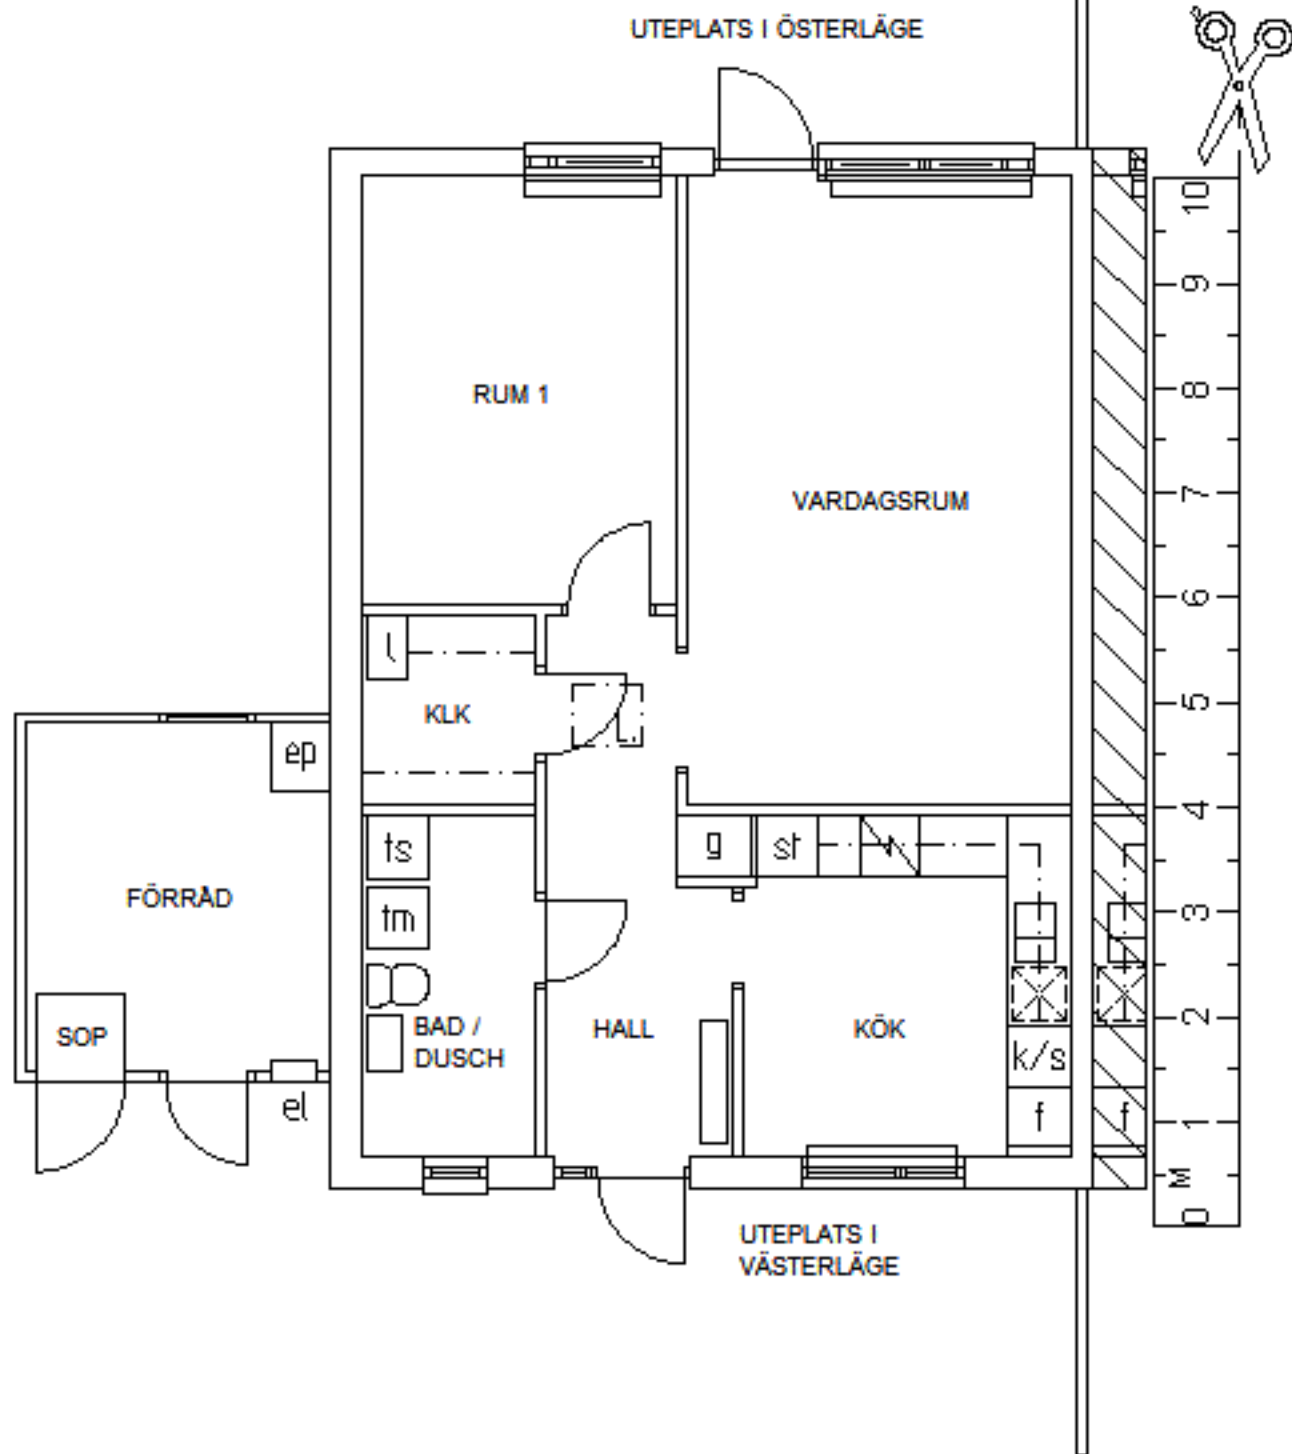 UTEPLATS I ÖSTERLÄGE
10
9
8
7
6
5
4
3
2
1
M
0
RUM 1
VARDAGSRUM
l
KLK
ep
ts
g
st
FÖRRÅD
tm
SOP
BAD /
DUSCH
HALL
KÖK
k/s
el
f
f
UTEPLATS I
VÄSTERLÄGE